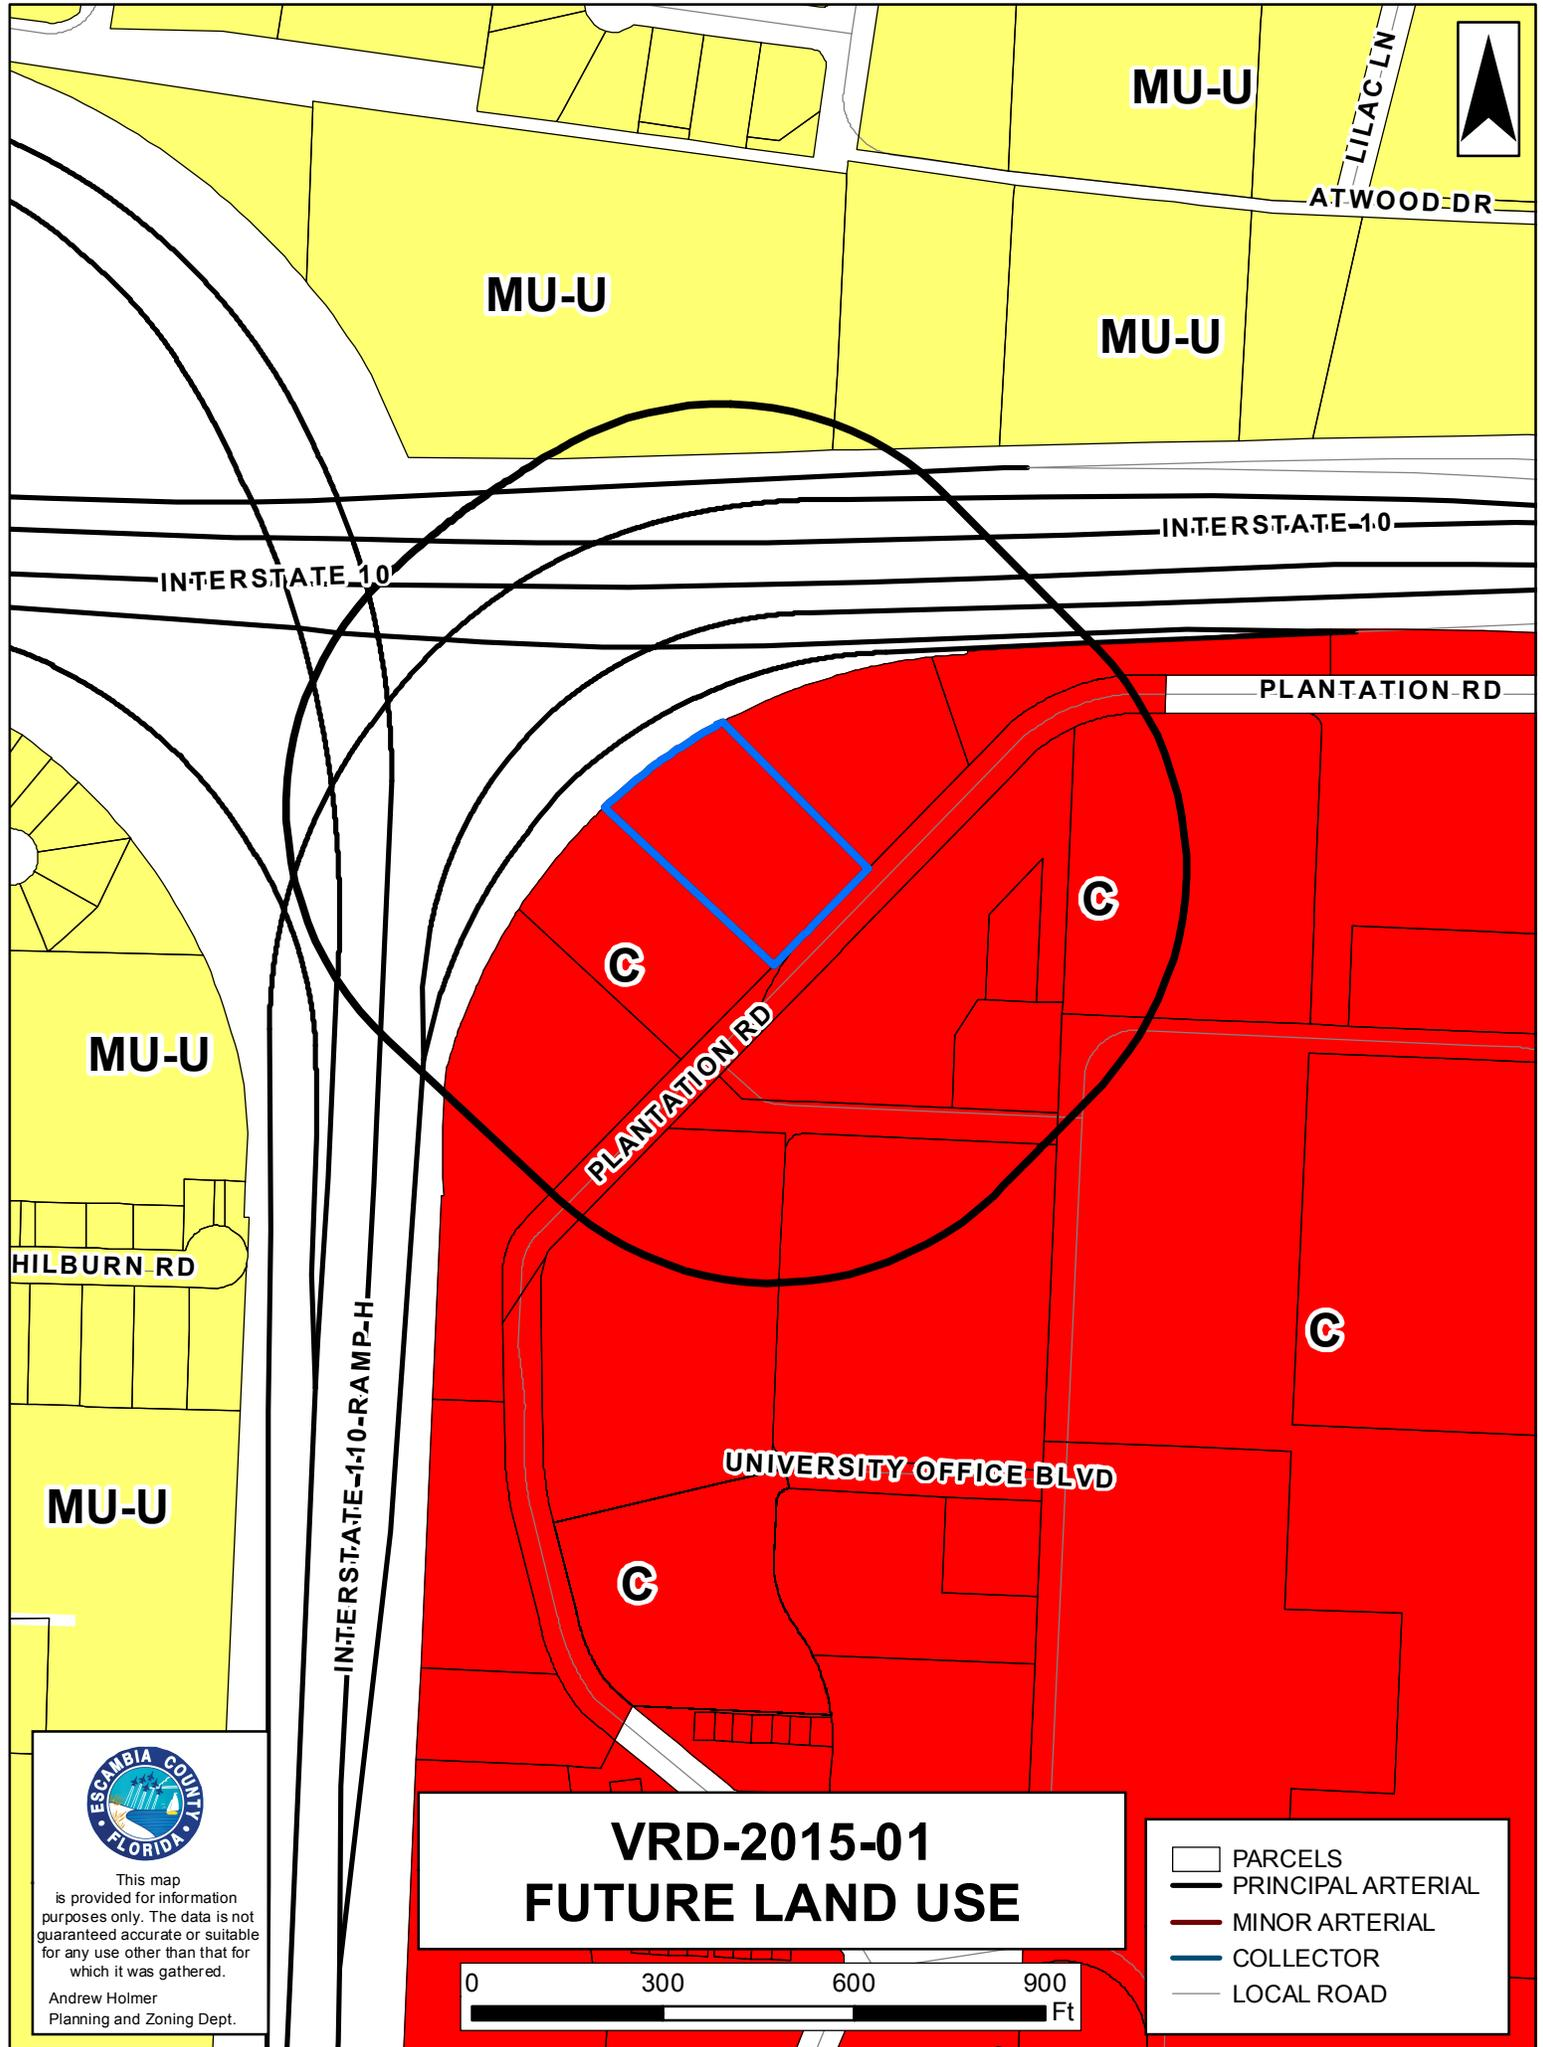 MU-U
LILAC LN
ATWOOD DR
MU-U
MU-U
INTERSTATE 10
INTERSTATE 10
PLANTATION RD
C
C
PLANTATION RD
MU-U
HILBURN RD
INTERSTATE 110 RAMP H
C
UNIVERSITY OFFICE BLVD
MU-U
C
ESCAMBIA COUNTY
FLORIDA
This map
is provided for information
purposes only. The data is not
guaranteed accurate or suitable
for any use other than that for
which it was gathered.
Andrew Holmer
Planning and Zoning Dept.
VRD-2015-01
FUTURE LAND USE
0 300 600 900
Ft
PARCELS
PRINCIPAL ARTERIAL
MINOR ARTERIAL
COLLECTOR
LOCAL ROAD